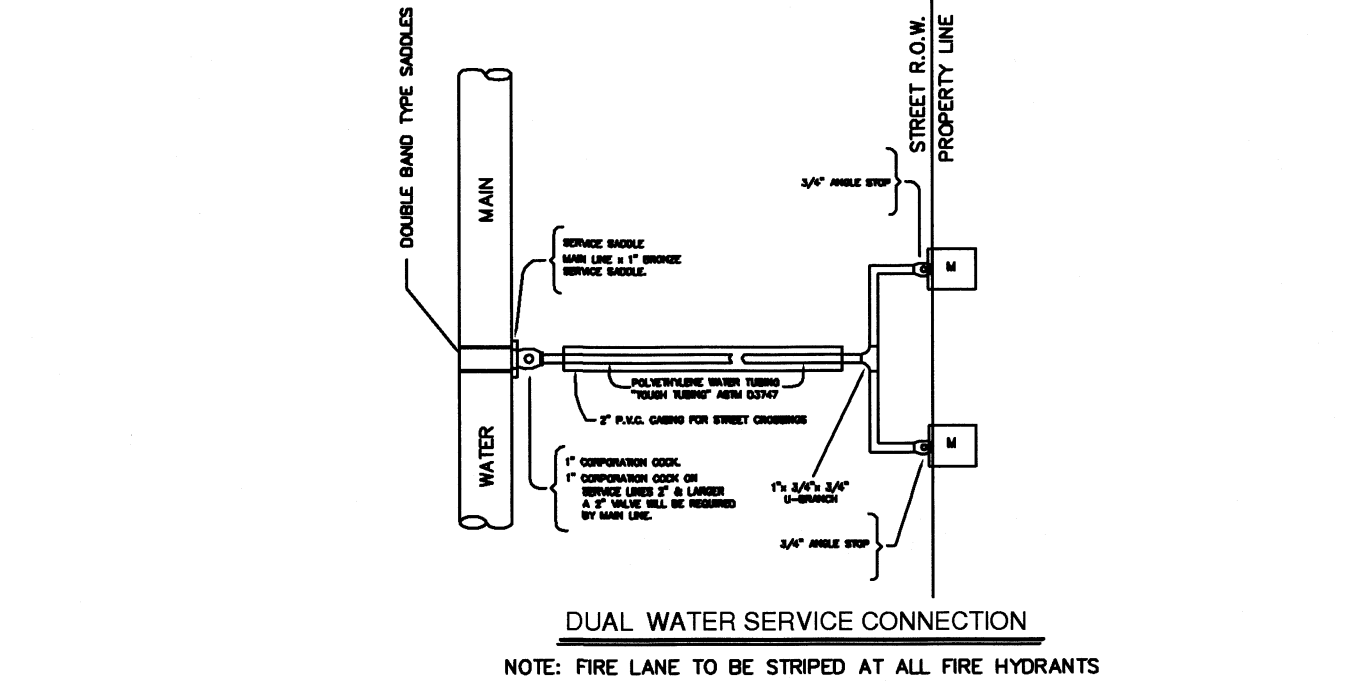 DOUBLE BAND TYPE SADDLES
MAIN
WATER
STREET R.O.W.
PROPERTY LINE
3/4" ANGLE STOP
SERVICE SADDLE
MAIN LINE x 1" BRONZE
SERVICE SADDLE.
M
POLYETHYLENE WATER TUBING
"TOUGH TUBING" ASTM D3747
2" P.V.C. CASING FOR STREET CROSSINGS
M
1" CORPORATION COCK.
1" CORPORATION COCK ON
SERVICE LINES 2" & LARGER
A 2" VALVE WILL BE REQUIRED
BY MAIN LINE.
1"x 3/4"x 3/4"
U-BRANCH
3/4" ANGLE STOP
DUAL WATER SERVICE CONNECTION
NOTE: FIRE LANE TO BE STRIPED AT ALL FIRE HYDRANTS